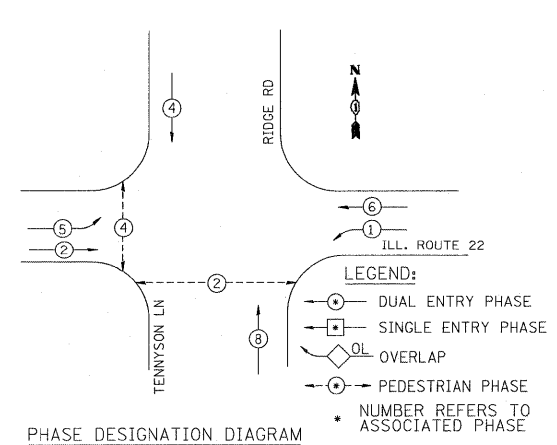 4
RIDGE RD
N
1
5
4
6
2
1
ILL. ROUTE 22
2
8
TENNYSON LN
LEGEND:
* DUAL ENTRY PHASE
* SINGLE ENTRY PHASE
OL OVERLAP
* PEDESTRIAN PHASE
* NUMBER REFERS TO
ASSOCIATED PHASE
PHASE DESIGNATION DIAGRAM